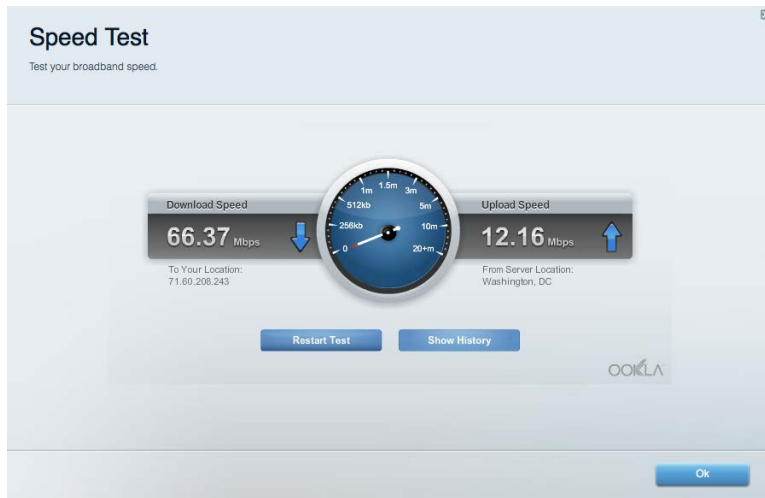 Speed Test
Test your broadband speed.
Download Speed
66.37 Mbps
To Your Location:
71.60.208.243
0
256kb
512kb
1m
1.5m
3m
5m
10m
20+m
Upload Speed
12.16 Mbps
From Server Location:
Washington, DC
Restart Test
Show History
OOKLA
Ok